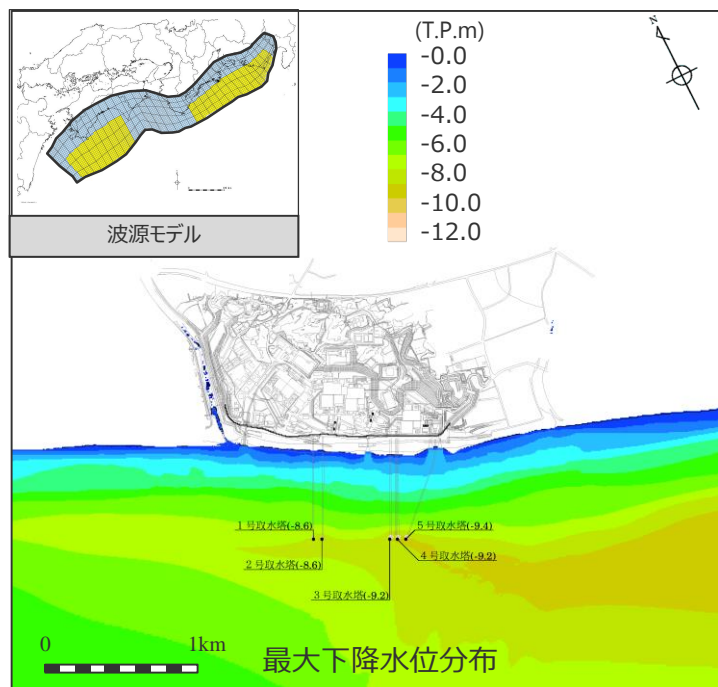 波源モデル
(T.P.m)
-0.0
-2.0
-4.0
-6.0
-8.0
-10.0
-12.0
N
1号取水塔(-8.6)
2号取水塔(-8.6)
3号取水塔(-9.2)
5号取水塔(-9.4)
4号取水塔(-9.2)
0 1km
最大下降水位分布